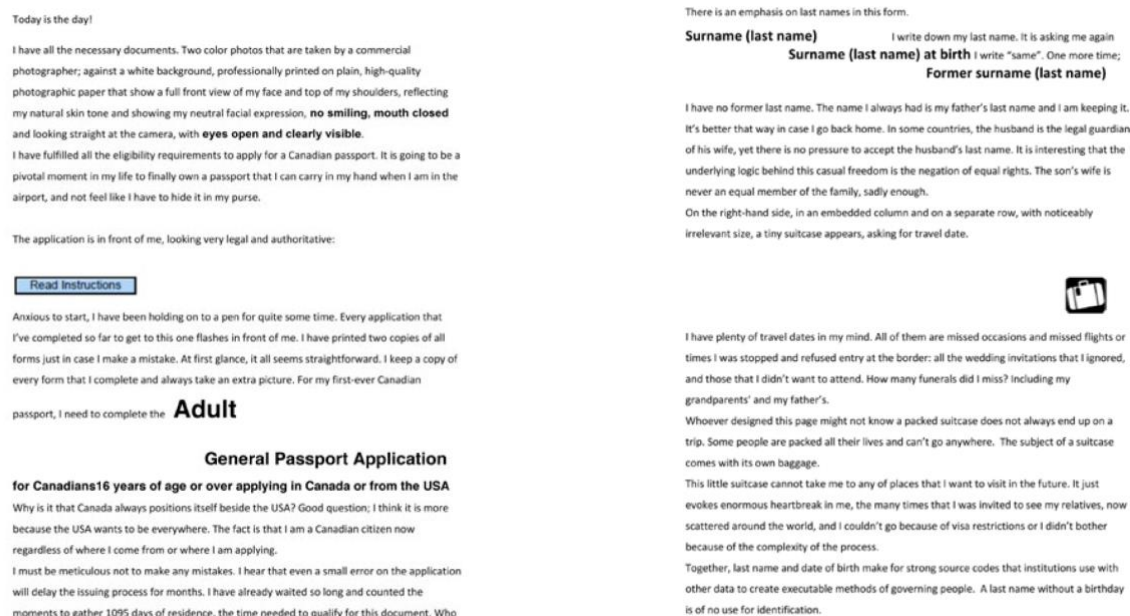 Today is the day!
I have all the necessary documents. Two color photos that are taken by a commercial
photographer; against a white background, professionally printed on plain, high-quality
photographic paper that show a full front view of my face and top of my shoulders, reflecting
my natural skin tone and showing my neutral facial expression, no smiling, mouth closed
and looking straight at the camera, with eyes open and clearly visible.
I have fulfilled all the eligibility requirements to apply for a Canadian passport. It is going to be a
pivotal moment in my life to finally own a passport that I can carry in my hand when I am in the
airport, and not feel like I have to hide it in my purse.
The application is in front of me, looking very legal and authoritative:
Read Instructions
Anxious to start, I have been holding on to a pen for quite some time. Every application that
I've completed so far to get to this one flashes in front of me. I have printed two copies of all
forms just in case I make a mistake. At first glance, it all seems straightforward. I keep a copy of
every form that I complete and always take an extra picture. For my first-ever Canadian
passport, I need to complete the Adult
General Passport Application
for Canadians16 years of age or over applying in Canada or from the USA
Why is it that Canada always positions itself beside the USA? Good question; I think it is more
because the USA wants to be everywhere. The fact is that I am a Canadian citizen now
regardless of where I come from or where I am applying.
I must be meticulous not to make any mistakes. I hear that even a small error on the application
will delay the issuing process for months. I have already waited so long and counted the
moments to gather 1095 days of residence, the time needed to qualify for this document. Who
There is an emphasis on last names in this form.
Surname (last name) I write down my last name. It is asking me again
Surname (last name) at birth I write "same". One more time;
Former surname (last name)
I have no former last name. The name I always had is my father's last name and I am keeping it.
It's better that way in case I go back home. In some countries, the husband is the legal guardian
of his wife, yet there is no pressure to accept the husband's last name. It is interesting that the
underlying logic behind this casual freedom is the negation of equal rights. The son's wife is
never an equal member of the family, sadly enough.
On the right-hand side, in an embedded column and on a separate row, with noticeably
irrelevant size, a tiny suitcase appears, asking for travel date.
I have plenty of travel dates in my mind. All of them are missed occasions and missed flights or
times I was stopped and refused entry at the border: all the wedding invitations that I ignored,
and those that I didn't want to attend. How many funerals did I miss? Including my
grandparents' and my father's.
Whoever designed this page might not know a packed suitcase does not always end up on a
trip. Some people are packed all their lives and can't go anywhere. The subject of a suitcase
comes with its own baggage.
This little suitcase cannot take me to any of places that I want to visit in the future. It just
evokes enormous heartbreak in me, the many times that I was invited to see my relatives, now
scattered around the world, and I couldn't go because of visa restrictions or I didn't bother
because of the complexity of the process.
Together, last name and date of birth make for strong source codes that institutions use with
other data to create executable methods of governing people. A last name without a birthday
is of no use for identification.